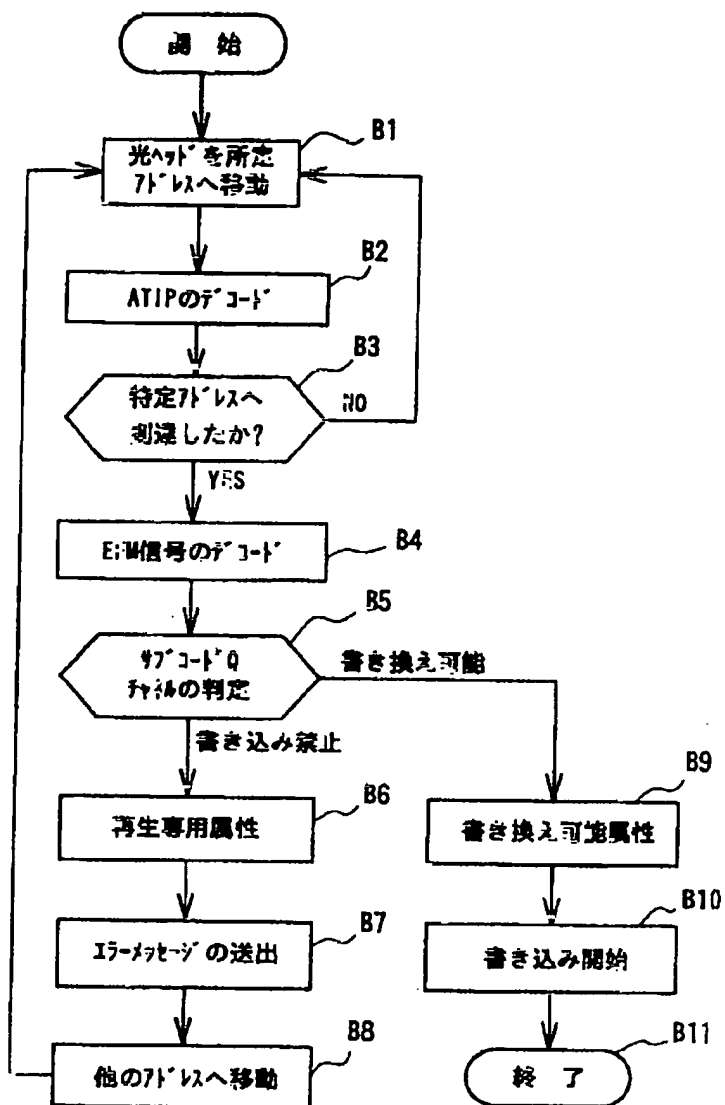 開 始
B1
光ヘッドを所定
アドレスへ移動
B2
ATIPのデコード
B3
特定アドレスへ
到達したか?
NO
YES
B4
EFM信号のデコード
B5
サブコードQ
チャネルの判定
書き換え可能
書き込み禁止
B6
再生専用属性
B9
書き換え可能属性
B7
エラーメッセージの送出
B10
書き込み開始
B8
他のアドレスへ移動
B11
終 了